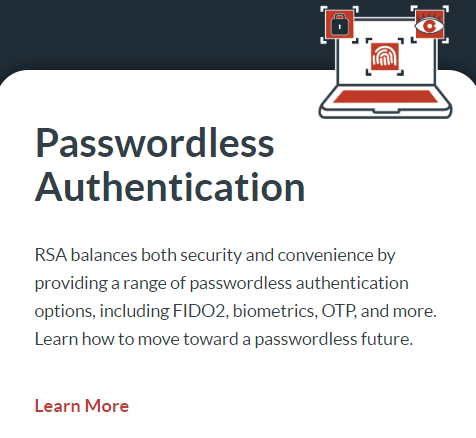 Passwordless
Authentication
RSA balances both security and convenience by
providing a range of passwordless authentication
options, including FIDO2, biometrics, OTP, and more.
Learn how to move toward a passwordless future.
Learn More